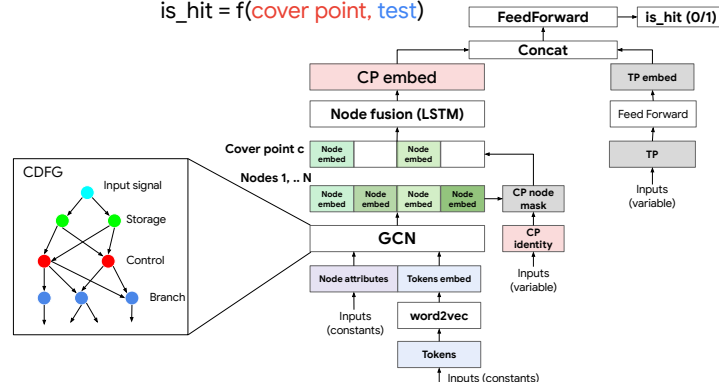 is_hit = f(cover point, test)
FeedForward
is_hit (0/1)
Concat
CP embed
TP embed
Node fusion (LSTM)
Feed Forward
Cover point c
Node
embed
Node
embed
TP
Inputs
(variable)
Nodes 1, .. N
Node
embed
Node
embed
Node
embed
Node
embed
CP node
mask
GCN
CP
identity
Inputs
(variable)
Node attributes
Tokens embed
Inputs
(constants)
word2vec
Tokens
Inputs (constants)
CDFG
Input signal
Storage
Control
Branch